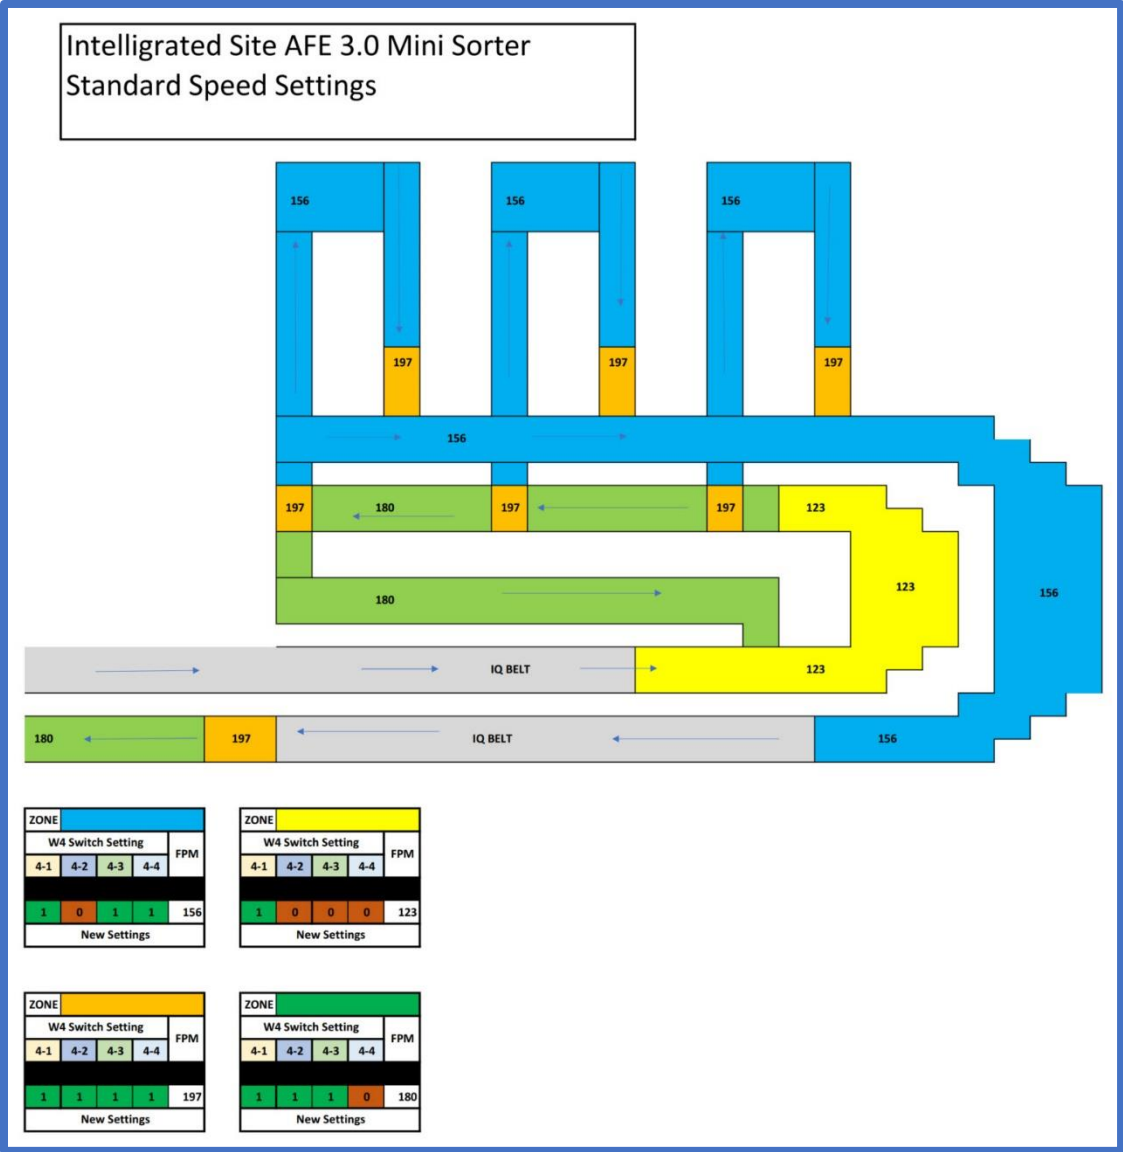 Intelligrated Site AFE 3.0 Mini Sorter
Standard Speed Settings
156 156 156
197 197 197
156
197 180 197 197 123
123 156
180
IQ BELT 123
180 197 IQ BELT 156
ZONE
W4 Switch Setting FPM
4-1 4-2 4-3 4-4
1 0 1 1 156
New Settings
ZONE
W4 Switch Setting FPM
4-1 4-2 4-3 4-4
1 0 0 0 123
New Settings
ZONE
W4 Switch Setting FPM
4-1 4-2 4-3 4-4
1 1 1 1 197
New Settings
ZONE
W4 Switch Setting FPM
4-1 4-2 4-3 4-4
1 1 1 0 180
New Settings